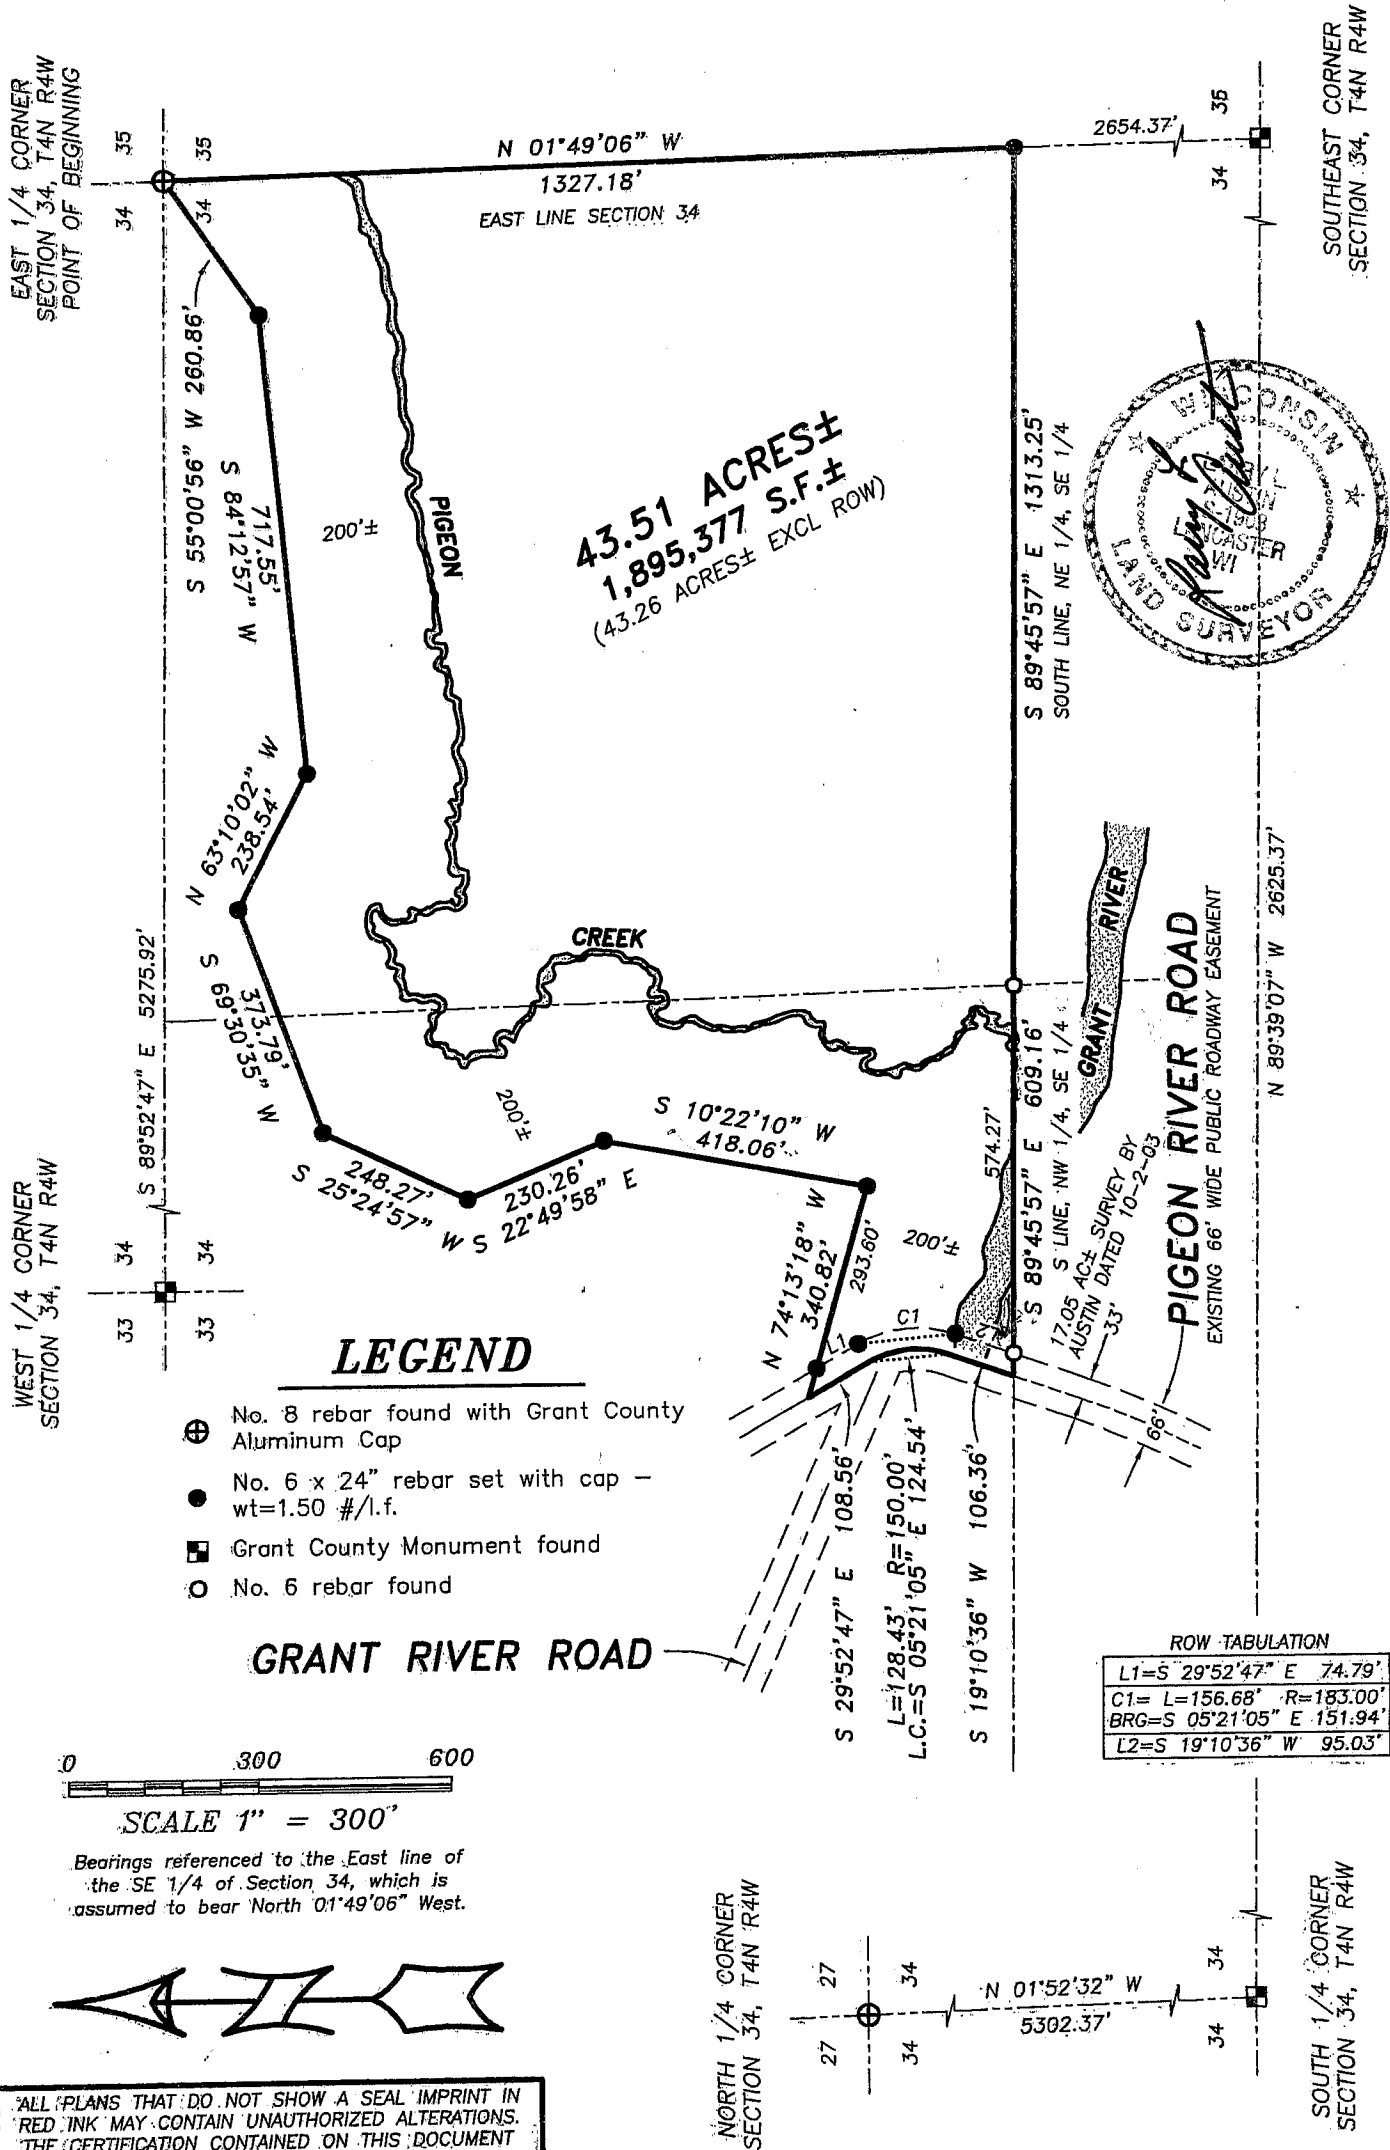 EAST 1/4 CORNER
SECTION 34, T4N R4W
POINT OF BEGINNING
35
35
34
34
N 01°49'06" W
1327.18'
EAST LINE SECTION 34
2654.37'
35
34
SOUTHEAST CORNER
SECTION 34, T4N R4W
S 55°00'56" W 260.86'
717.55'
S 84°12'57" W
200'±
PIGEON
43.51 ACRES±
1,895,377 S.F.±
(43.26 ACRES± EXCL ROW)
S 89°45'57" E 1313.25'
SOUTH LINE, NE 1/4, SE 1/4
WISCONSIN
AUSTIN
LANCASTER
WI
LAND SURVEYOR
N 63°10'02" W
238.54'
S 89°52'47" E 5275.92'
373.79'
S 69°30'35" W
CREEK
GRANT RIVER
PIGEON RIVER ROAD
EXISTING 66' WIDE PUBLIC ROADWAY EASEMENT
N 89°39'07" W 2625.37'
200'±
248.27'
S 25°24'57" W
230.26'
S 22°49'58" E
S 10°22'10" W
418.06'
574.27'
S 89°45'57" E 609.16'
S LINE, NW 1/4, SE 1/4
17.05 AC± SURVEY BY
AUSTIN DATED 10-2-03
33'
66'
N 74°13'18" W
340.82'
293.60'
200'±
L1
C1
L2
WEST 1/4 CORNER
SECTION 34, T4N R4W
34
34
33
33
LEGEND
No. 8 rebar found with Grant County
Aluminum Cap
No. 6 x 24" rebar set with cap –
wt=1.50 #/l.f.
Grant County Monument found
No. 6 rebar found
GRANT RIVER ROAD
S 29°52'47" E 108.56'
L=128.43' R=150.00'
L.C.=S 05°21'05" E 124.54'
S 19°10'36" W 106.36'
ROW TABULATION
L1=S 29°52'47" E 74.79'
C1= L=156.68' R=183.00'
BRG=S 05°21'05" E 151.94'
L2=S 19°10'36" W 95.03'
0 300 600
SCALE 1" = 300'
Bearings referenced to the East line of
the SE 1/4 of Section 34, which is
assumed to bear North 01°49'06" West.
N
NORTH 1/4 CORNER
SECTION 34, T4N R4W
27
34
27
34
N 01°52'32" W
5302.37'
34
34
SOUTH 1/4 CORNER
SECTION 34, T4N R4W
ALL PLANS THAT DO NOT SHOW A SEAL IMPRINT IN
RED INK MAY CONTAIN UNAUTHORIZED ALTERATIONS.
THE CERTIFICATION CONTAINED ON THIS DOCUMENT